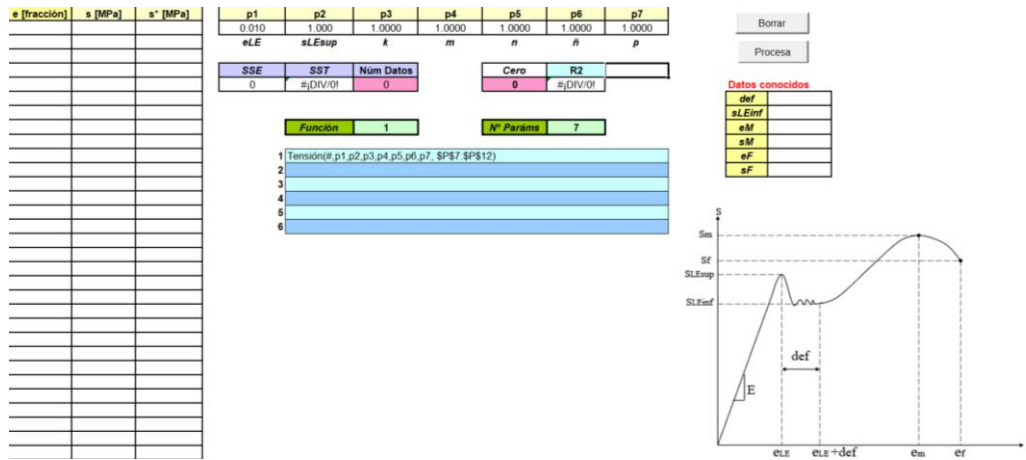 e [fracción] s [MPa] s* [MPa]
p1 p2 p3 p4 p5 p6 p7
0.010 1.000 1.0000 1.0000 1.0000 1.0000 1.0000
eLE sLEsup k m n ñ p
SSE SST Núm Datos Cero R2
0 #¡DIV/0! 0 0 #¡DIV/0!
Función 1 Nº Paráms 7
1 Tensión(#,p1,p2,p3,p4,p5,p6,p7, $P$7:$P$12)
2
3
4
5
6
Borrar
Procesa
Datos conocidos
def
sLEinf
eM
sM
eF
sF
S
Sm
Sf
SLEsup
SLEinf
def
E
eLE eLE+def em ef